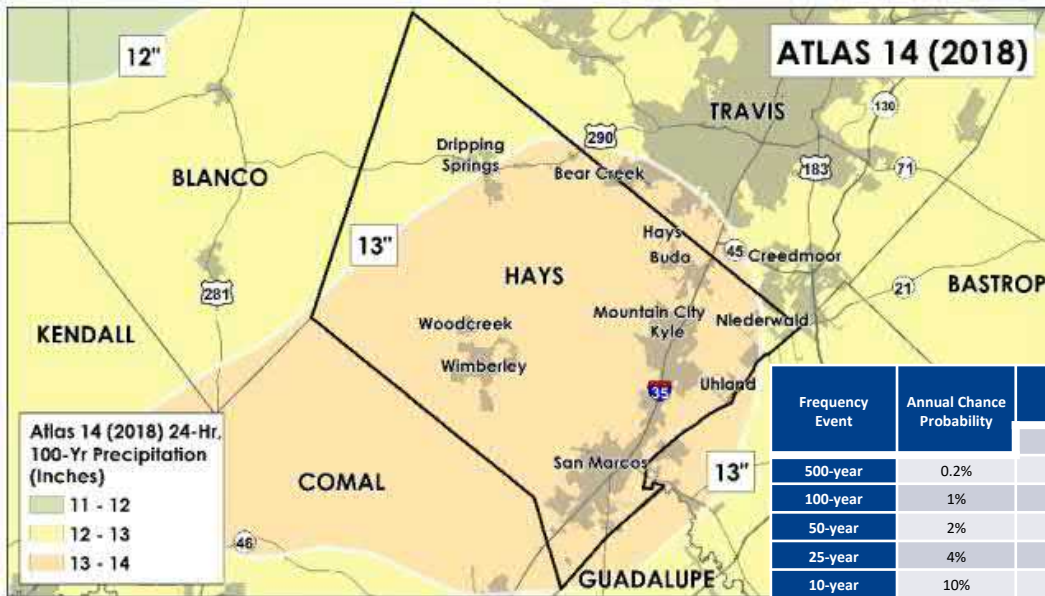 ATLAS 14 (2018)
12"
TRAVIS
130
290
Dripping
Springs
BLANCO
Bear Creek
183
71
Hays
13"
45
Creedmoor
Buda
HAYS
281
21
BASTROP
Mountain City
Kyle
Niederwald
Woodcreek
KENDALL
Wimberley
35
Uhland
Atlas 14 (2018) 24-Hr,
100-Yr Precipitation
(Inches)
11 - 12
12 - 13
13 - 14
San Marcos
13"
COMAL
46
GUADALUPE
Frequency Annual Chance
Event Probability
500-year 0.2%
100-year 1%
50-year 2%
25-year 4%
10-year 10%